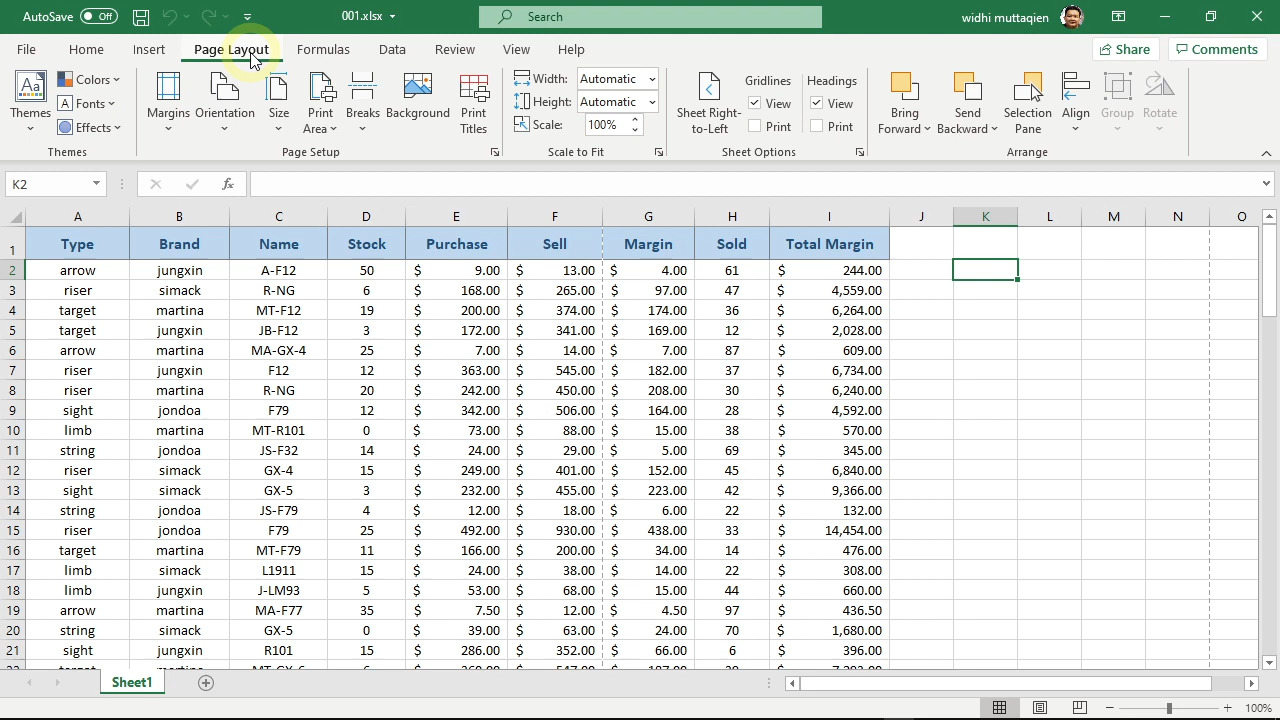 AutoSave Off 001.xlsx Search widhi muttaqien
File Home Insert Page Layout Formulas Data Review View Help Share Comments
Themes Colors Fonts Effects Margins Orientation Size Print Area Breaks Background Print Titles Width: Automatic Height: Automatic Scale: 100% Sheet Right-to-Left Gridlines View Print Headings View Print Bring Forward Send Backward Selection Pane Align Group Rotate
Themes Page Setup Scale to Fit Sheet Options Arrange
K2 fx
A B C D E F G H I J K L M N O
1 Type Brand Name Stock Purchase Sell Margin Sold Total Margin
2 arrow jungxin A-F12 50 $ 9.00 $ 13.00 $ 4.00 61 $ 244.00
3 riser simack R-NG 6 $ 168.00 $ 265.00 $ 97.00 47 $ 4,559.00
4 target martina MT-F12 19 $ 200.00 $ 374.00 $ 174.00 36 $ 6,264.00
5 target jungxin JB-F12 3 $ 172.00 $ 341.00 $ 169.00 12 $ 2,028.00
6 arrow martina MA-GX-4 25 $ 7.00 $ 14.00 $ 7.00 87 $ 609.00
7 riser jungxin F12 12 $ 363.00 $ 545.00 $ 182.00 37 $ 6,734.00
8 riser martina R-NG 20 $ 242.00 $ 450.00 $ 208.00 30 $ 6,240.00
9 sight jondoa F79 12 $ 342.00 $ 506.00 $ 164.00 28 $ 4,592.00
10 limb martina MT-R101 0 $ 73.00 $ 88.00 $ 15.00 38 $ 570.00
11 string jondoa JS-F32 14 $ 24.00 $ 29.00 $ 5.00 69 $ 345.00
12 riser simack GX-4 15 $ 249.00 $ 401.00 $ 152.00 45 $ 6,840.00
13 sight simack GX-5 3 $ 232.00 $ 455.00 $ 223.00 42 $ 9,366.00
14 string jondoa JS-F79 4 $ 12.00 $ 18.00 $ 6.00 22 $ 132.00
15 riser jondoa F79 25 $ 492.00 $ 930.00 $ 438.00 33 $ 14,454.00
16 target martina MT-F79 11 $ 166.00 $ 200.00 $ 34.00 14 $ 476.00
17 limb simack L1911 15 $ 24.00 $ 38.00 $ 14.00 22 $ 308.00
18 limb jungxin J-LM93 5 $ 53.00 $ 68.00 $ 15.00 44 $ 660.00
19 arrow martina MA-F77 35 $ 7.50 $ 12.00 $ 4.50 97 $ 436.50
20 string simack GX-5 0 $ 39.00 $ 63.00 $ 24.00 70 $ 1,680.00
21 sight jungxin R101 15 $ 286.00 $ 352.00 $ 66.00 6 $ 396.00
Sheet1
100%